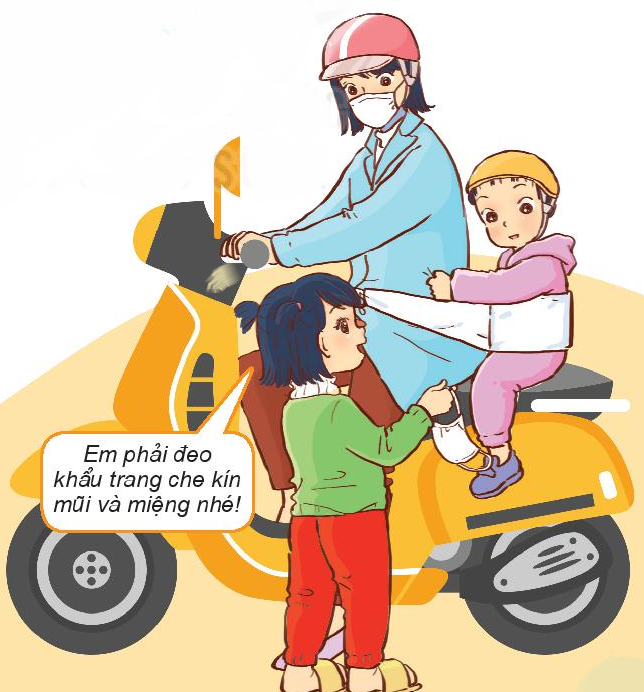 Em phải đeo
khẩu trang che kín
mũi và miệng nhé!